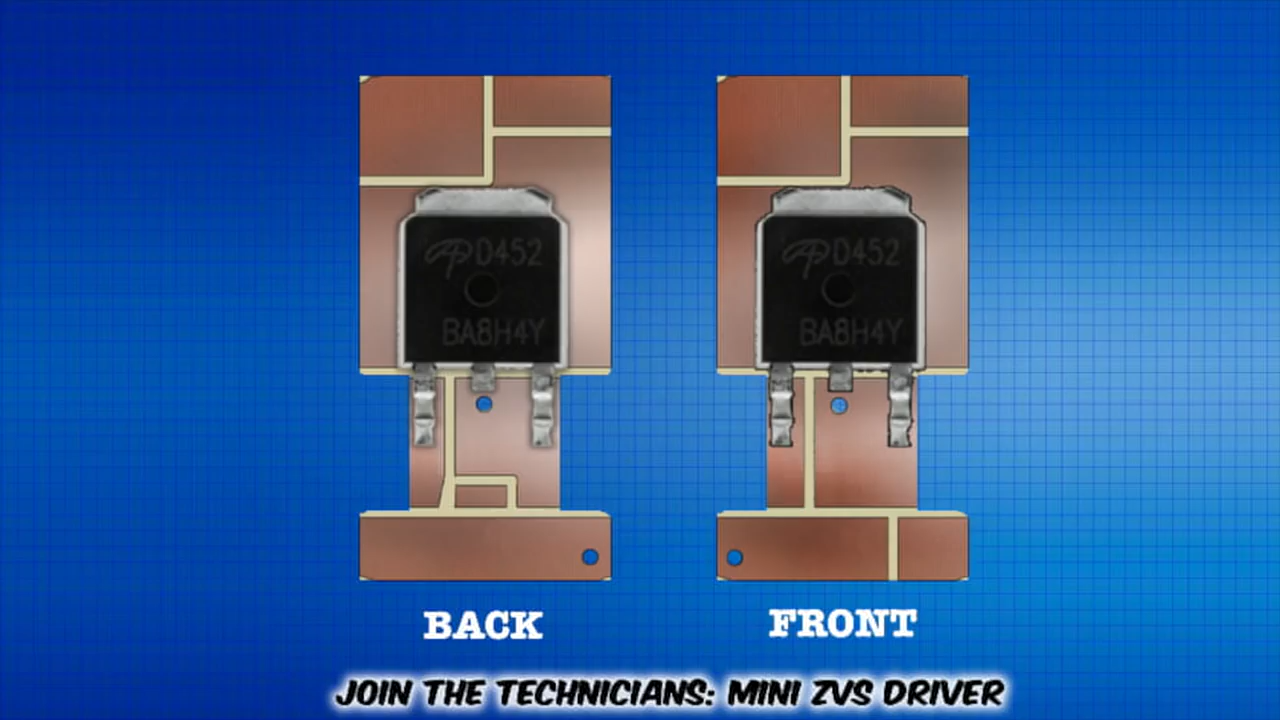 D452
BA8H4Y
D452
BA8H4Y
BACK
FRONT
JOIN THE TECHNICIANS: MINI ZVS DRIVER